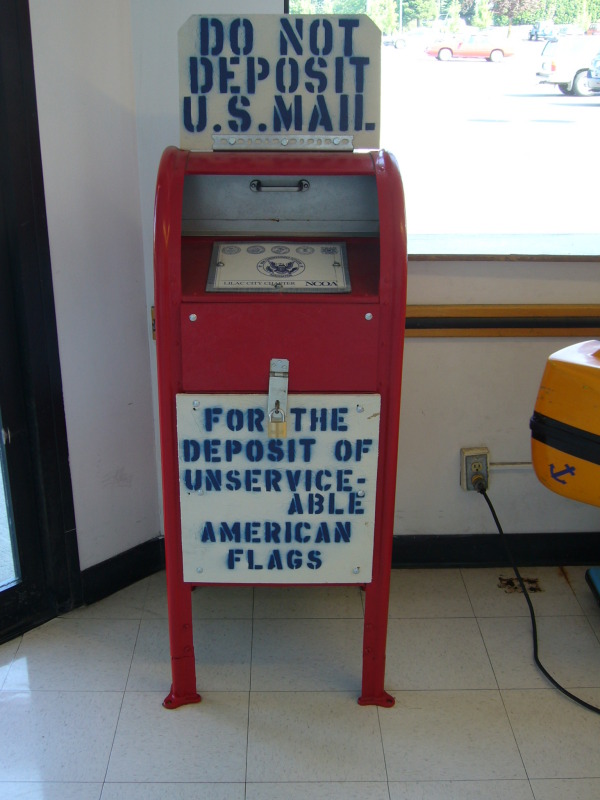 DO NOT
DEPOSIT
U.S.MAIL
LILAC CITY CHAPTER NCOA
FOR THE
DEPOSIT OF
UNSERVICE-
ABLE
AMERICAN
FLAGS